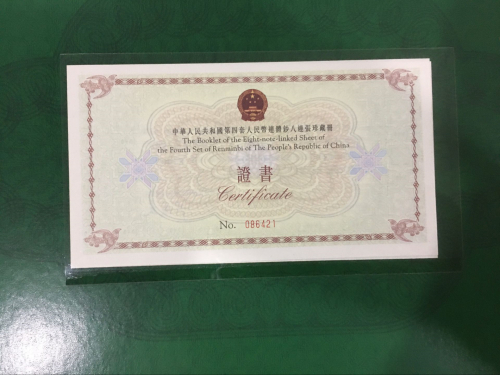 中華人民共和國第四套人民幣連體鈔八連張珍藏冊
The Booklet of the Eight-note-linked Sheet of
the Fourth Set of Renminbi of The People's Republic of China
證書
Certificate
No. 086421